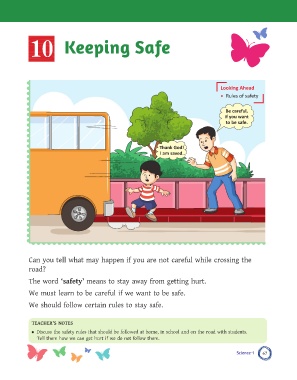 10 Keeping Safe
Looking Ahead
• Rules of safety
Be careful,
if you want
to be safe.
Thank God!
I am saved.
Can you tell what may happen if you are not careful while crossing the
road?
The word 'safety' means to stay away from getting hurt.
We must learn to be careful if we want to be safe.
We should follow certain rules to stay safe.
TEACHER'S NOTES
• Discuss the safety rules that should be followed at home, in school and on the road with students.
Tell them how we can get hurt if we do not follow them.
Science-1